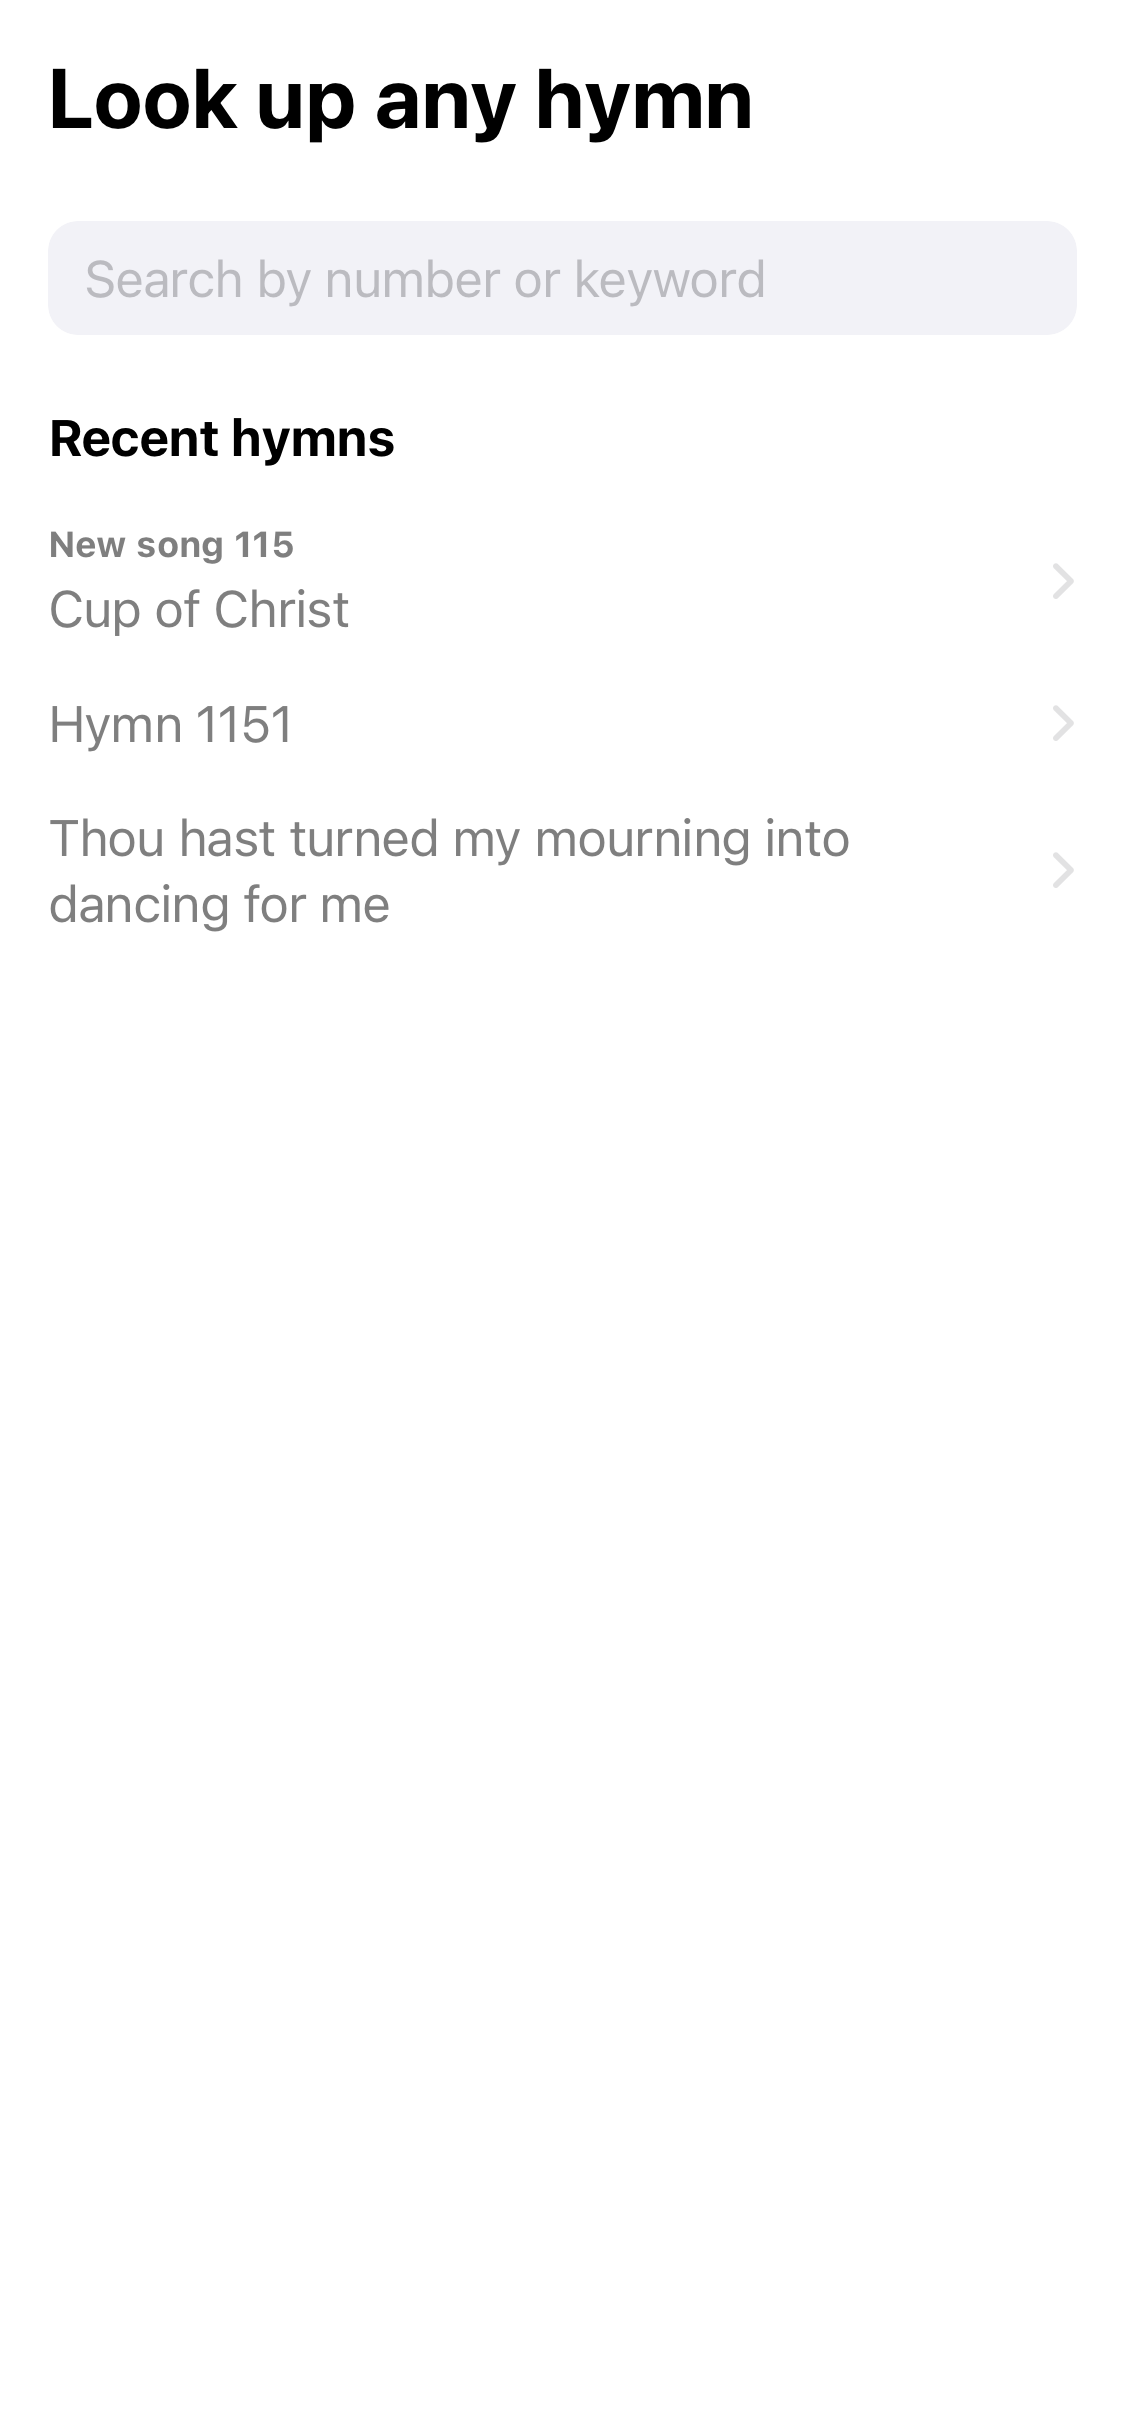 Look up any hymn
Search by number or keyword
Recent hymns
New song 115
Cup of Christ
Hymn 1151
Thou hast turned my mourning into
dancing for me